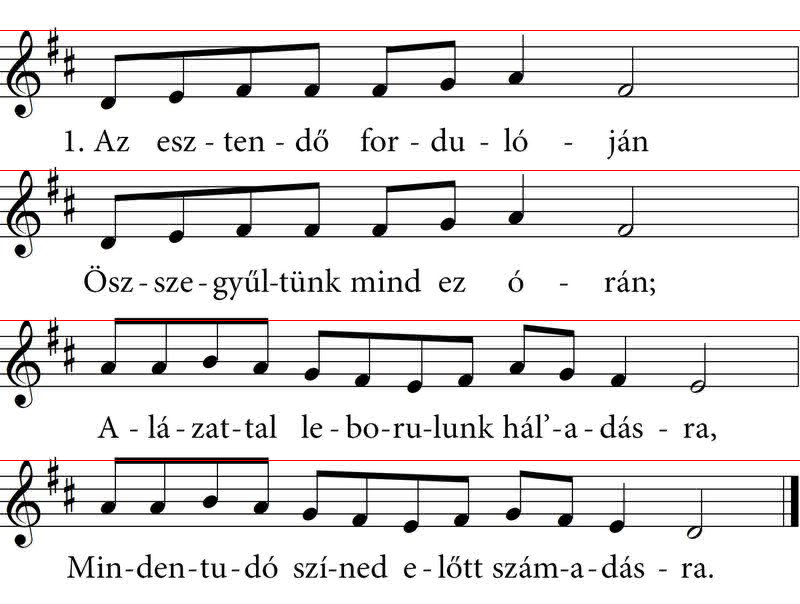 1. Az esz - ten - dő for - du - ló - ján
Ösz - sze - gyűl-tünk mind ez ó - rán;
A - lá - zat-tal le - bo-ru-lunk hál’-a - dás - ra,
Min-den-tu-dó szí-ned e - lőtt szám-a-dás - ra.